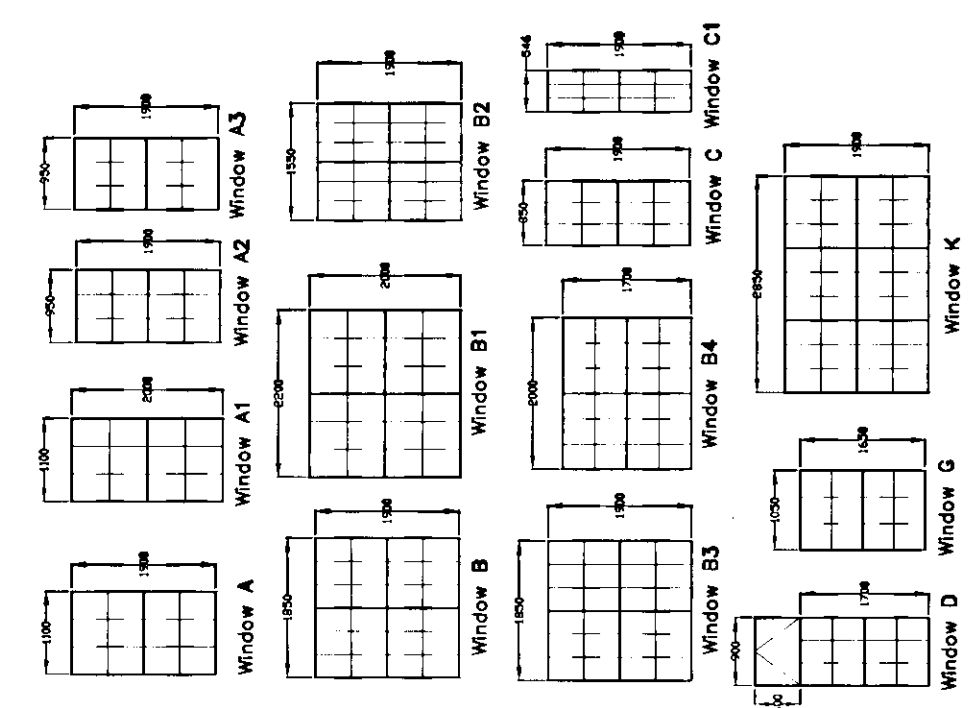 1100
1900
Window A
1100
2000
Window A1
950
1900
Window A2
950
1900
Window A3
1850
1900
Window B
2200
2000
Window B1
1550
1900
Window B2
1850
1900
Window B3
2000
1700
Window B4
850
1900
Window C
546
1900
Window C1
900
1700
Window D
1050
1650
Window G
2850
1900
Window K